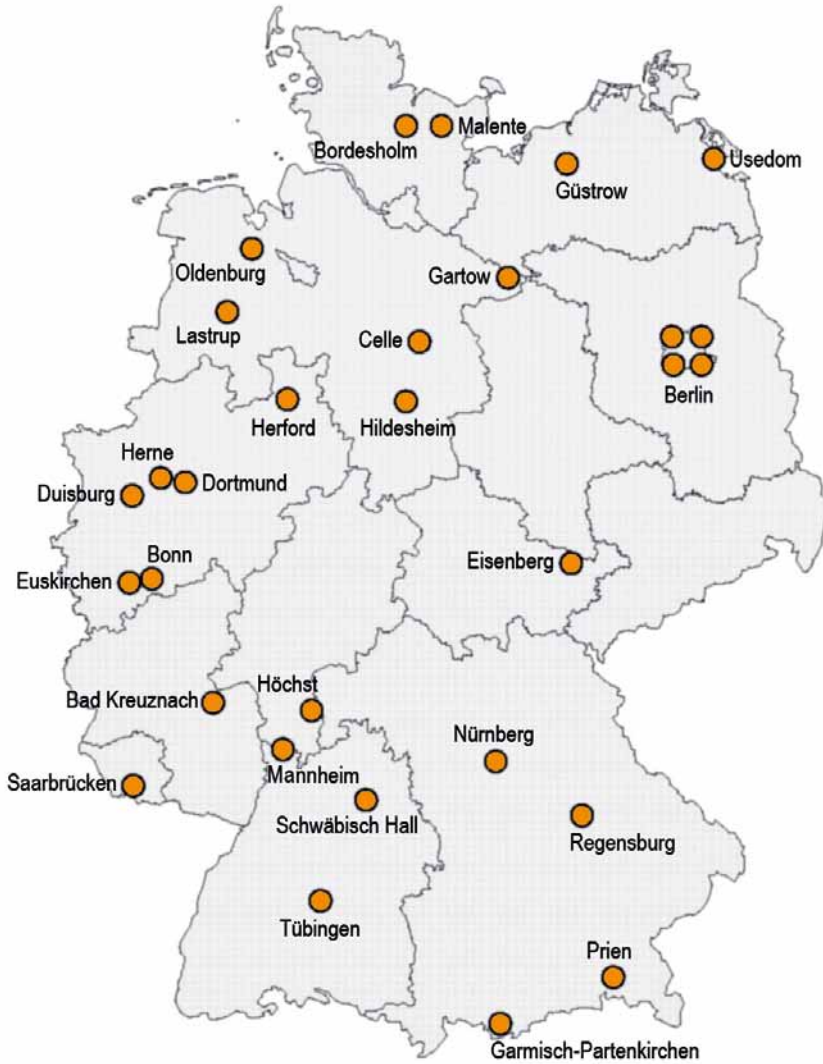 Malente
Bordesholm
Usedom
Güstrow
Oldenburg
Gartow
Lastrup
Celle
Berlin
Herford
Hildesheim
Herne
Dortmund
Duisburg
Bonn
Eisenberg
Euskirchen
Höchst
Bad Kreuznach
Nürnberg
Mannheim
Saarbrücken
Schwäbisch Hall
Regensburg
Tübingen
Prien
Garmisch-Partenkirchen